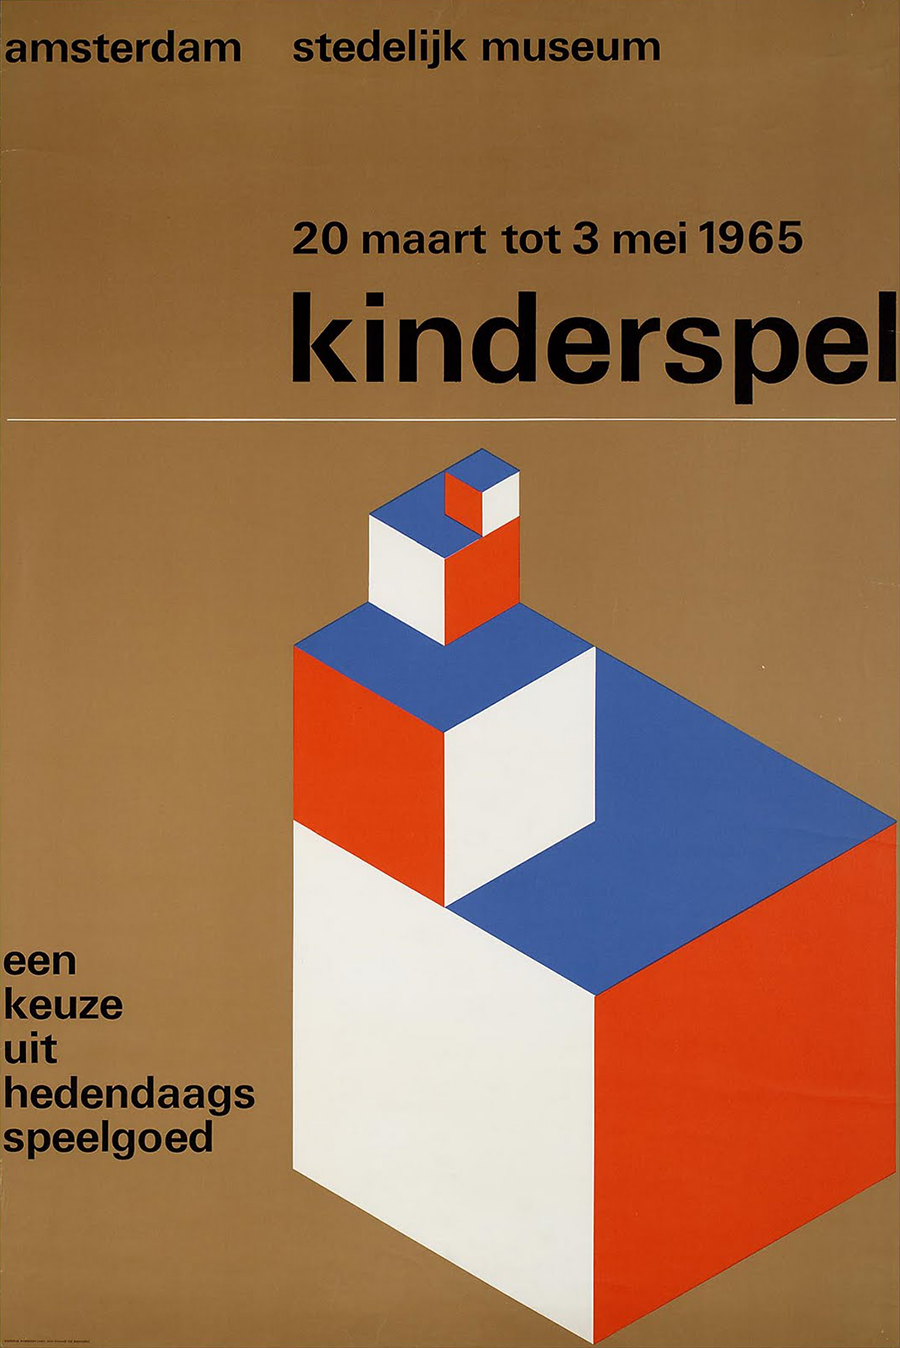 amsterdam stedelijk museum
20 maart tot 3 mei 1965
kinderspel
een
keuze
uit
hedendaags
speelgoed